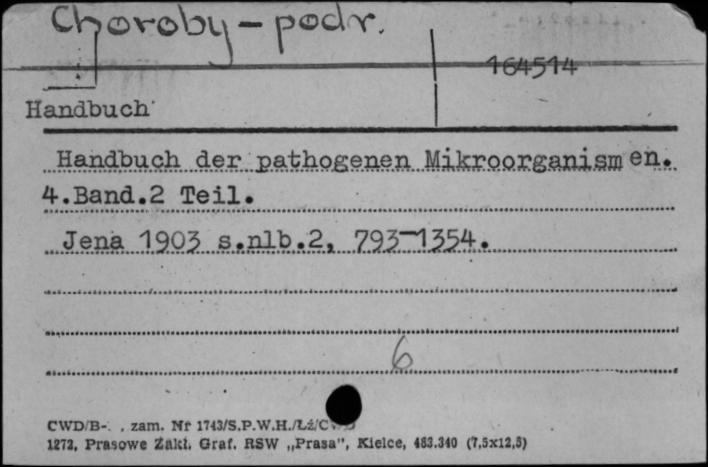 Choroby - podr.
164514
Handbuch
Handbuch der pathogenen Mikroorganismen.
4.Band.2 Teil.
Jena 1903 s.nlb.2, 793-1354.
6
CWD/B- , zam. Nr 1743/S.P.W.H./Łź/CWD
1272, Prasowe Zakł. Graf. RSW „Prasa”, Kielce, 483.340 (7,5x12,5)